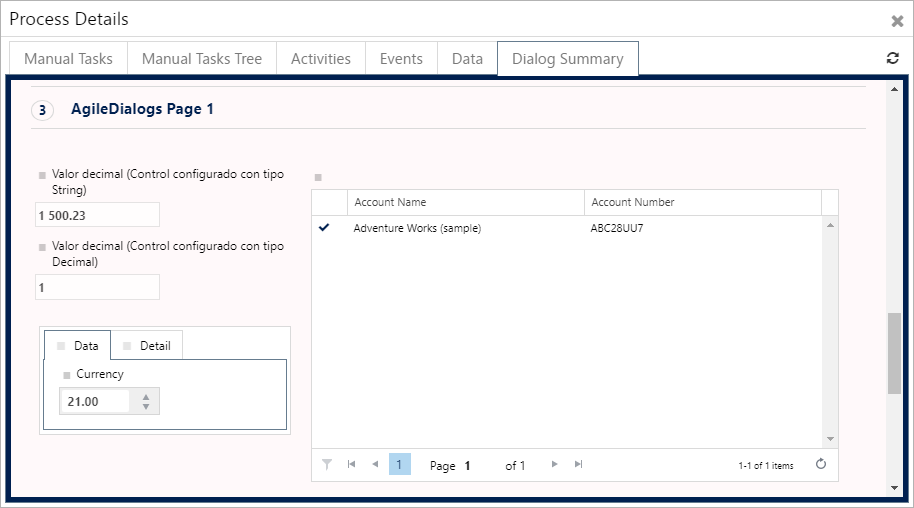 Process Details
Manual Tasks
Manual Tasks Tree
Activities
Events
Data
Dialog Summary
3 AgileDialogs Page 1
Valor decimal (Control configurado con tipo
String)
1 500.23
Valor decimal (Control configurado con tipo
Decimal)
1
Data
Detail
Currency
21.00
Account Name
Account Number
Adventure Works (sample)
ABC28UU7
1
Page 1 of 1
1-1 of 1 items